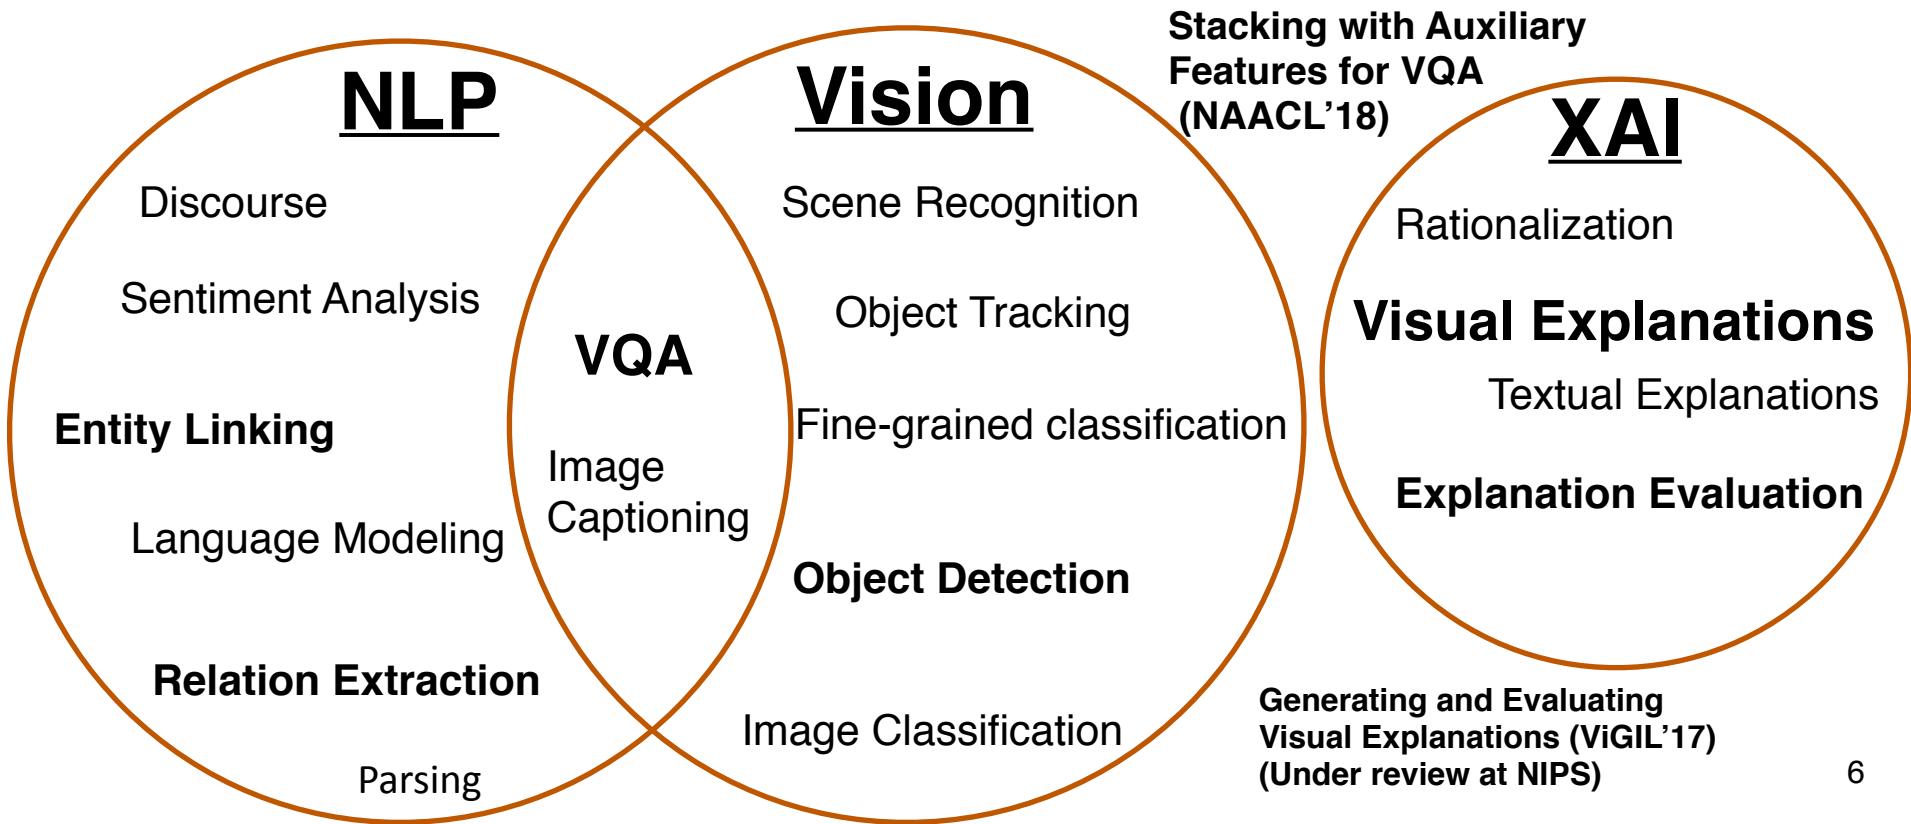 NLP
Discourse
Sentiment Analysis
Entity Linking
Language Modeling
Relation Extraction
Parsing
VQA
Image
Captioning
Vision
Scene Recognition
Object Tracking
Fine-grained classification
Object Detection
Image Classification
Stacking with Auxiliary
Features for VQA
(NAACL’18)
XAI
Rationalization
Visual Explanations
Textual Explanations
Explanation Evaluation
Generating and Evaluating
Visual Explanations (ViGIL’17)
(Under review at NIPS)
6